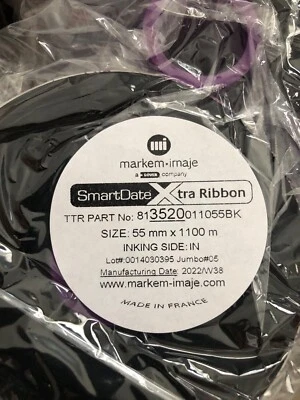 markem·imaje
a DOVER company
SmartDate Xtra Ribbon
TTR PART No: 813520011055BK
SIZE: 55 mm x 1100 m
INKING SIDE: IN
Lot#:0014030395 Jumbo#05
Manufacturing Date: 2022/W38
www.markem-imaje.com
MADE IN FRANCE